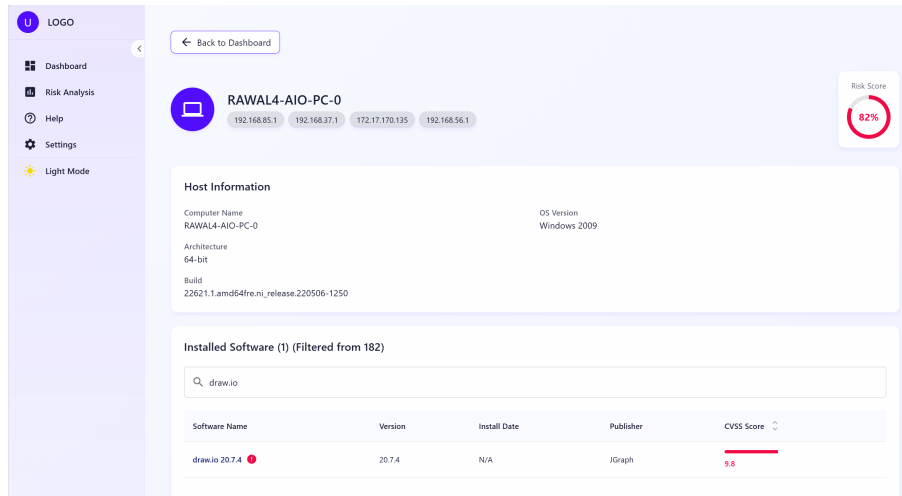 U LOGO
Dashboard
Risk Analysis
Help
Settings
Light Mode
Back to Dashboard
RAWAL4-AIO-PC-0
192.168.85.1 192.168.37.1 172.17.170.135 192.168.56.1
Risk Score
82%
Host Information
Computer Name OS Version
RAWAL4-AIO-PC-0 Windows 2009
Architecture
64-bit
Build
22621.1.amd64fre.ni_release.220506-1250
Installed Software (1) (Filtered from 182)
draw.io
Software Name Version Install Date Publisher CVSS Score
draw.io 20.7.4 20.7.4 N/A JGraph 9.8